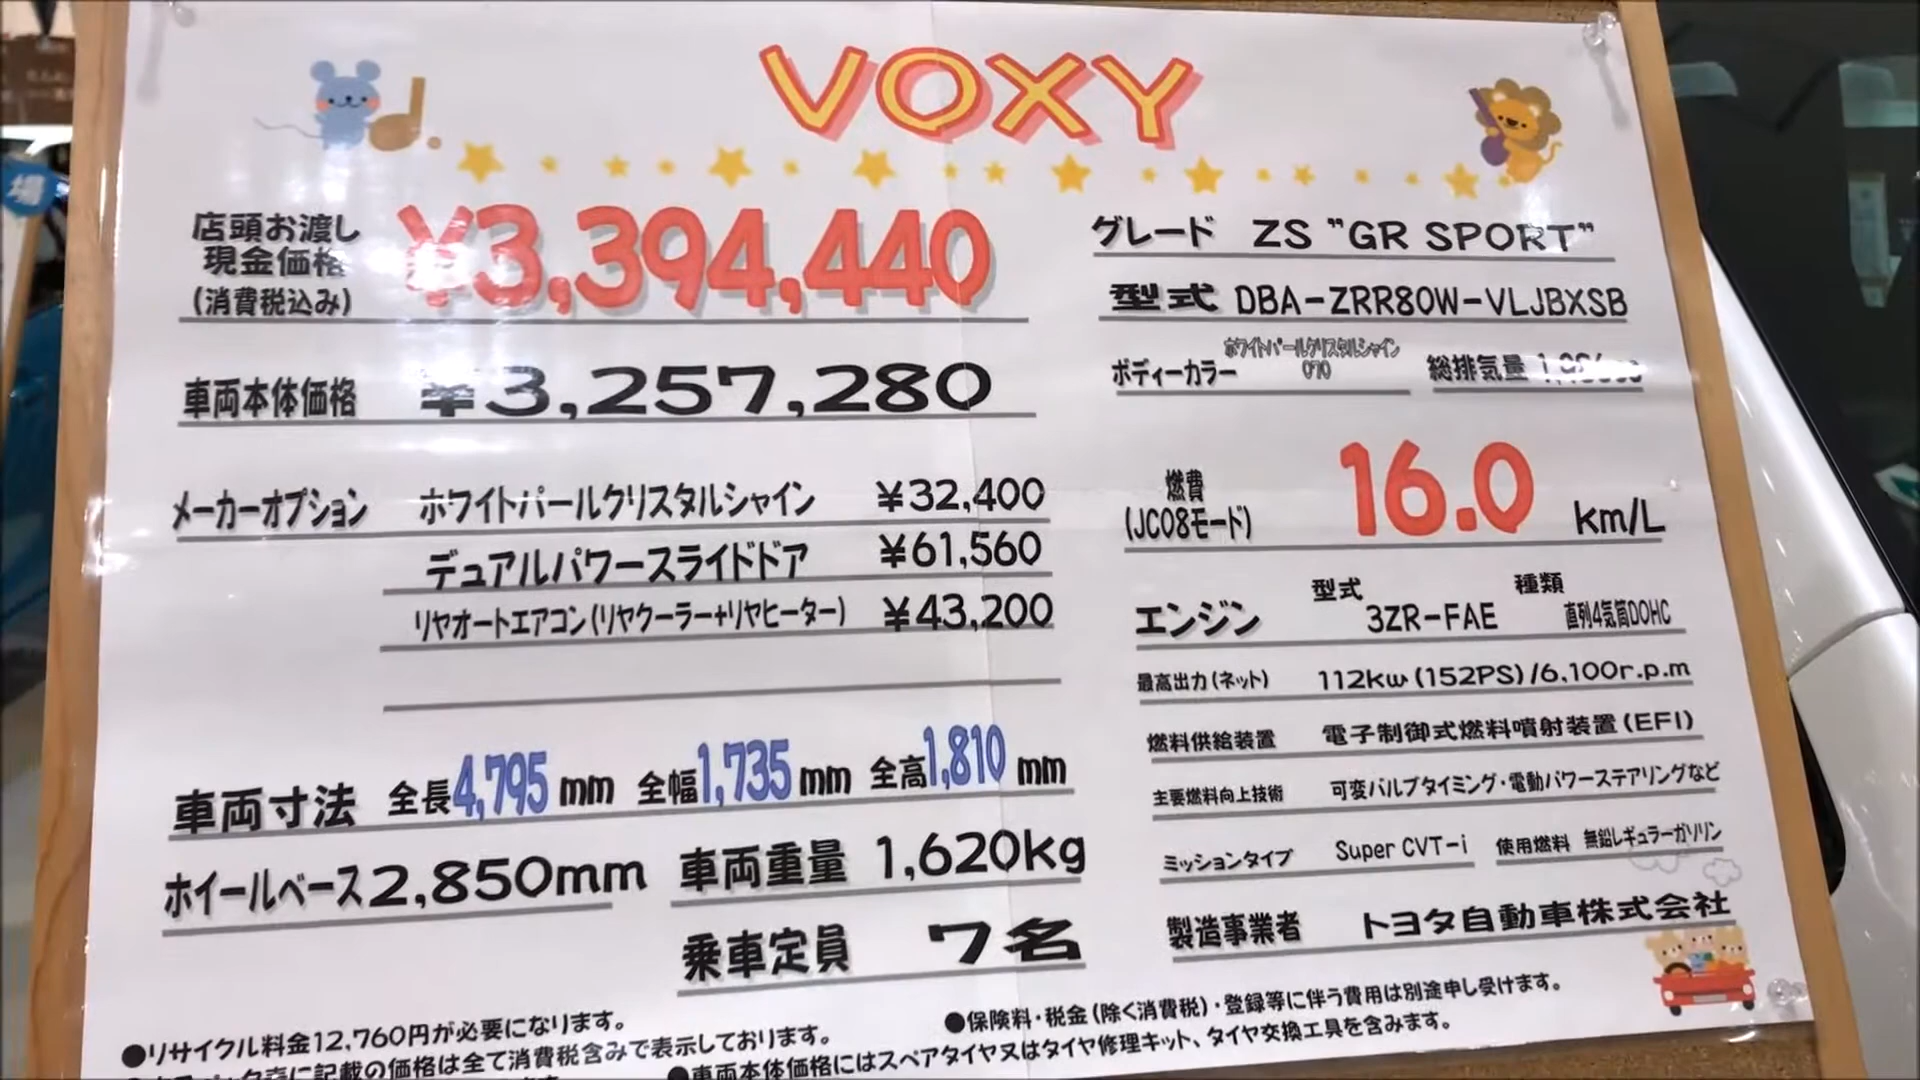 VOXY
店頭お渡し
現金価格
(消費税込み)
¥3,394,440
車両本体価格 ¥3,257,280
メーカーオプション ホワイトパールクリスタルシャイン ¥32,400
デュアルパワースライドドア ¥61,560
リヤオートエアコン(リヤクーラー+リヤヒーター) ¥43,200
車両寸法 全長4,795mm 全幅1,735mm 全高1,810mm
ホイールベース2,850mm 車両重量 1,620kg
乗車定員 7名
グレード ZS "GR SPORT"
型式 DBA-ZRR80W-VLJBXSB
ボディーカラー ホワイトパールクリスタルシャイン
070
総排気量
燃費
(JC08モード)
16.0 km/L
エンジン 型式 3ZR-FAE 種類 直列4気筒DOHC
最高出力(ネット) 112kw(152PS)/6,100r.p.m
燃料供給装置 電子制御式燃料噴射装置(EFI)
主要燃料向上技術 可変バルブタイミング・電動パワーステアリングなど
ミッションタイプ Super CVT-i 使用燃料 無鉛レギュラーガソリン
製造事業者 トヨタ自動車株式会社
●リサイクル料金12,760円が必要になります。
に記載の価格は全て消費税含みで表示しております。
●保険料・税金(除く消費税)・登録等に伴う費用は別途申し受けます。
●車両本体価格にはスペアタイヤ又はタイヤ修理キット、タイヤ交換工具を含みます。
場